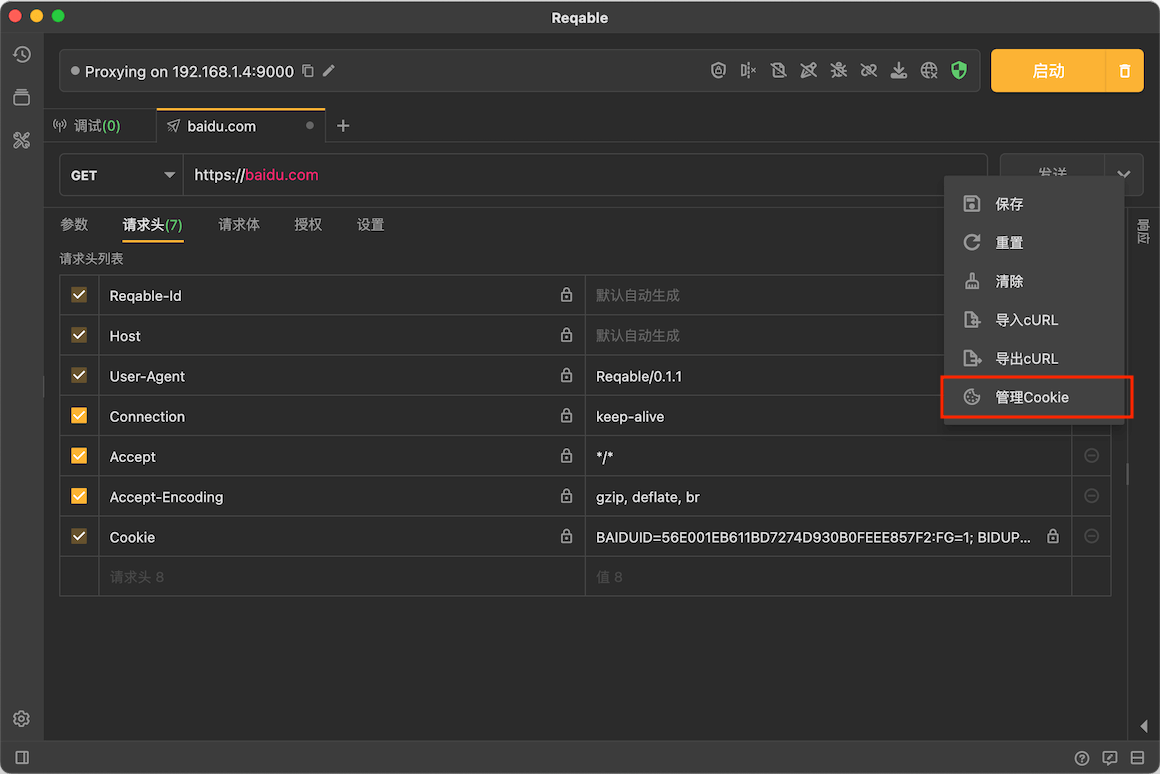 Reqable
Proxying on 192.168.1.4:9000
启动
调试(0)
baidu.com
GET
https://baidu.com
发送
参数
请求头(7)
请求体
授权
设置
响应
保存
重置
清除
导入cURL
导出cURL
管理Cookie
请求头列表
Reqable-Id 默认自动生成
Host 默认自动生成
User-Agent Reqable/0.1.1
Connection keep-alive
Accept */*
Accept-Encoding gzip, deflate, br
Cookie BAIDUID=56E001EB611BD7274D930B0FEEE857F2:FG=1; BIDUP...
请求头 8 值 8